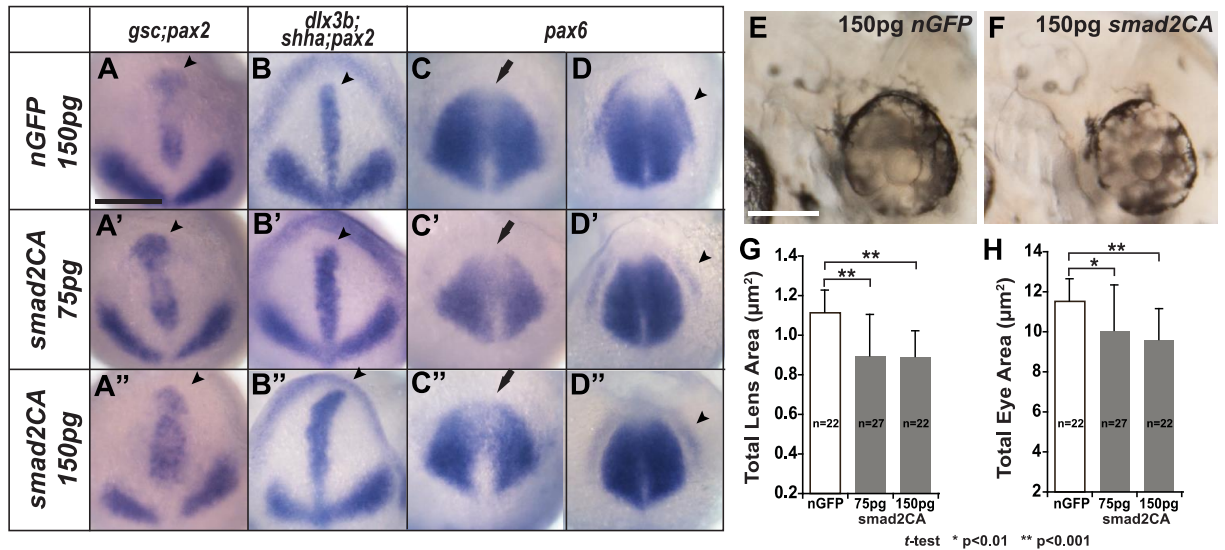 gsc;pax2
dlx3b;
shha;pax2
pax6
nGFP
150pg
A
B
C
D
smad2CA
75pg
A'
B'
C'
D'
smad2CA
150pg
A''
B''
C''
D''
E 150pg nGFP
F 150pg smad2CA
G
Total Lens Area (µm²)
1.4
1.2
1.0
0.8
0.6
0.4
0.2
**
**
n=22 n=27 n=22
nGFP 75pg 150pg
smad2CA
H
Total Eye Area (µm²)
14
12
10
8
6
4
2
**
*
n=22 n=27 n=22
nGFP 75pg 150pg
smad2CA
t-test * p<0.01 ** p<0.001